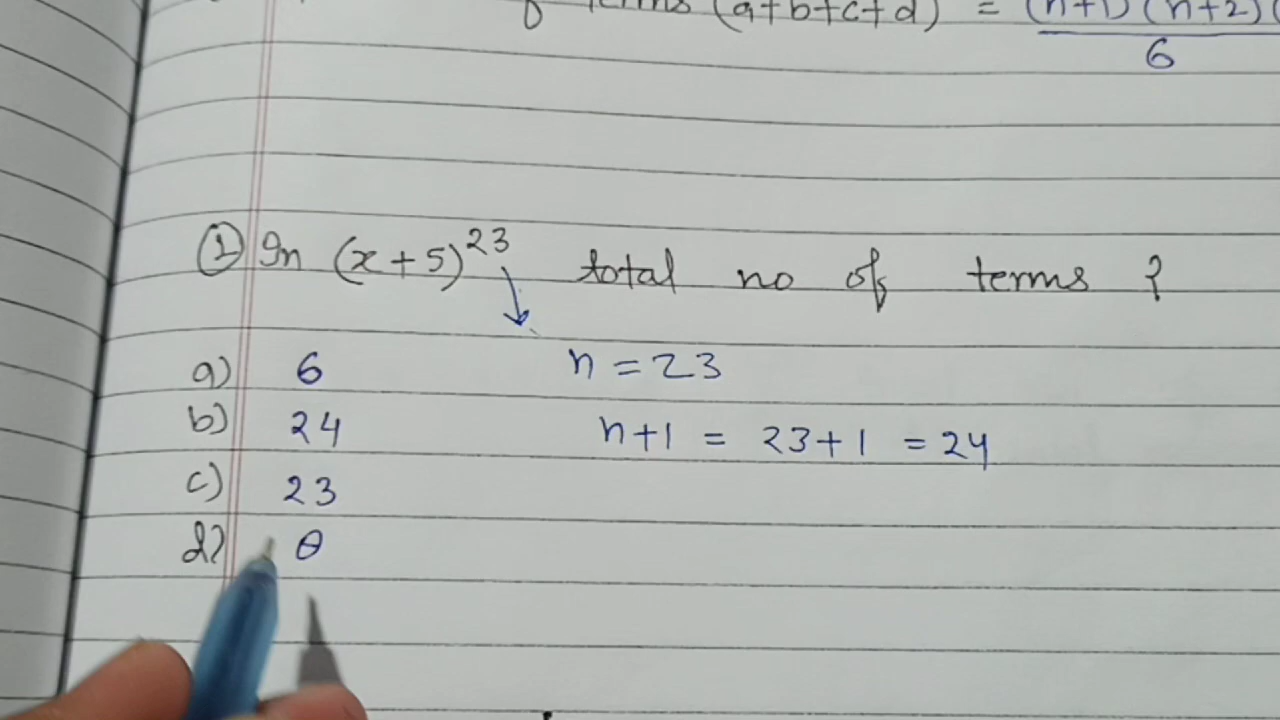 terms (a+b+c+d) = (n+1)(n+2)(
6
① In (x+5)^23 total no of terms ?
a) 6 n = 23
b) 24 n+1 = 23+1 = 24
c) 23
d) θ